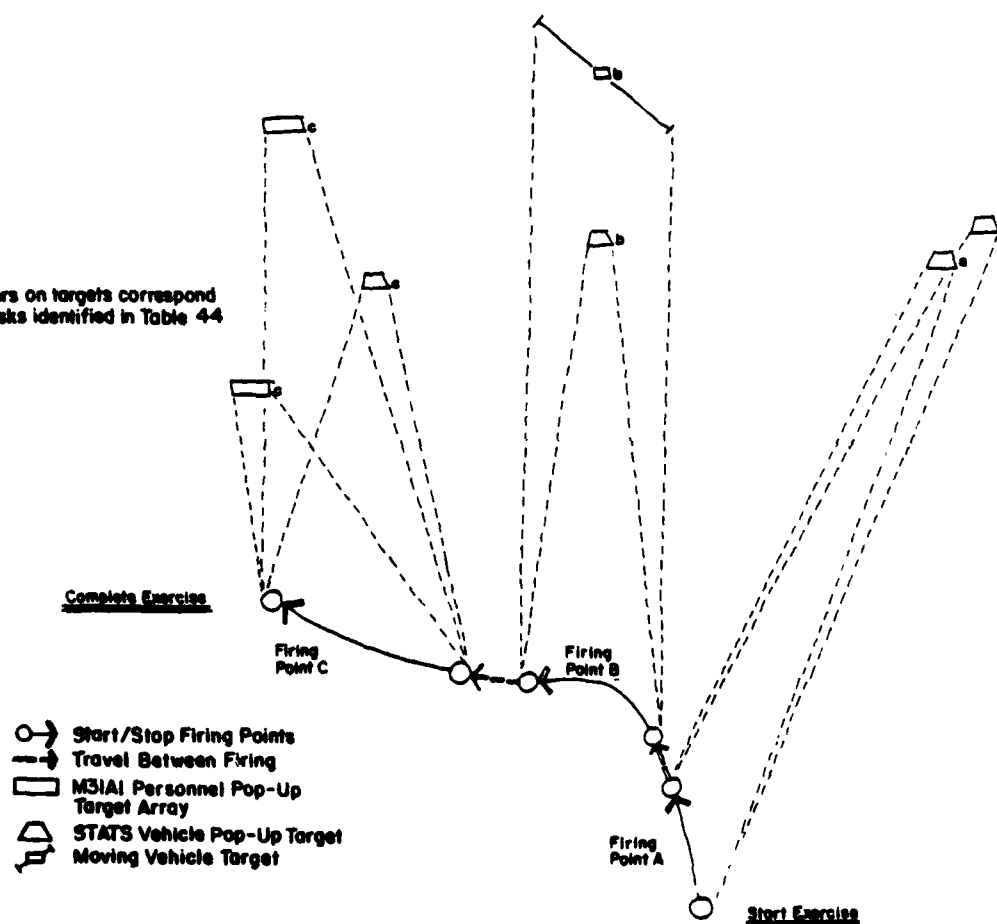 b
c
b
a
c
rs on targets correspond
sks identified in Table 44
c
Complete Exercise
Firing
Point C
Firing
Point B
Start/Stop Firing Points
Travel Between Firing
M31A1 Personnel Pop-Up
Target Array
STATS Vehicle Pop-Up Target
Moving Vehicle Target
Firing
Point A
Start Exercise